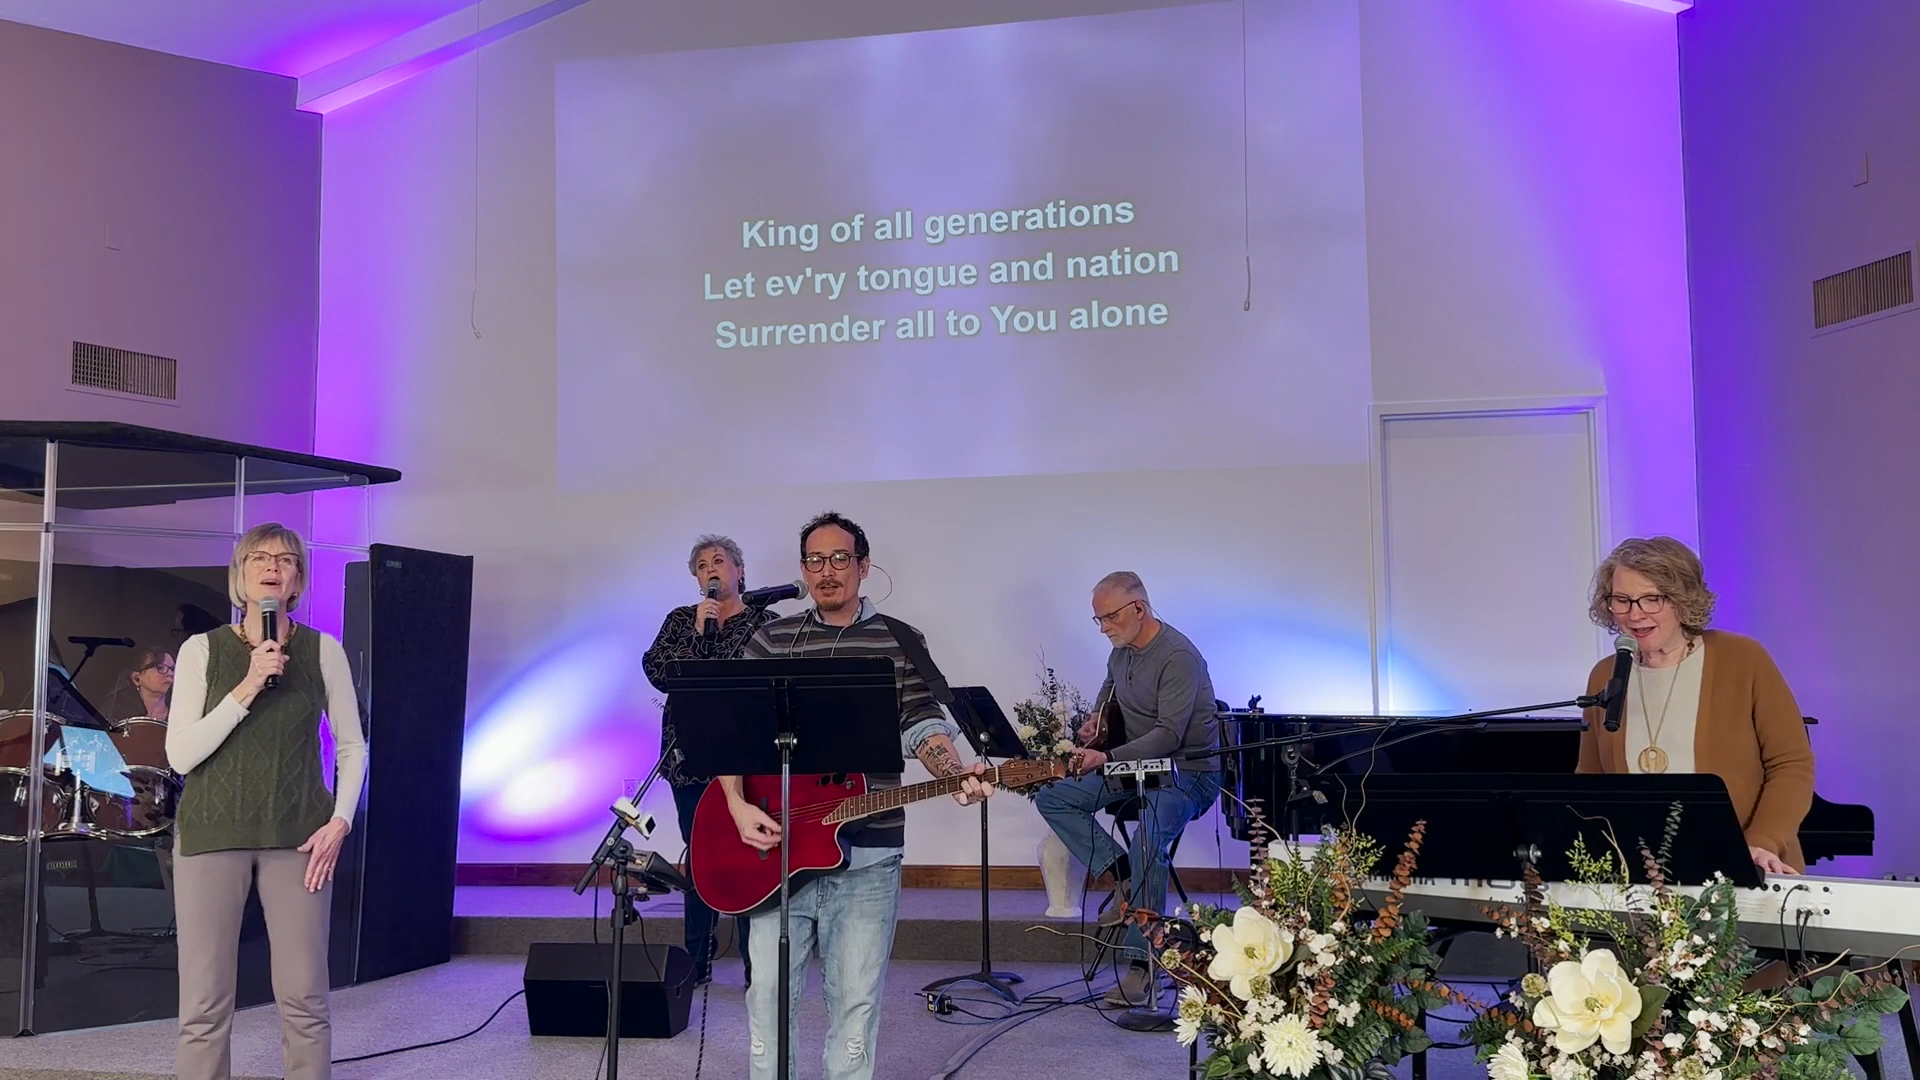 King of all generations
Let ev'ry tongue and nation
Surrender all to You alone